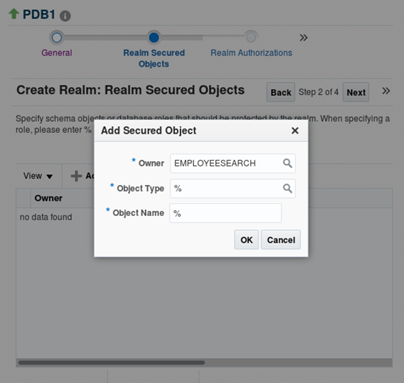 PDB1
General
Realm Secured
Objects
Realm Authorizations
Create Realm: Realm Secured Objects
Back
Step 2 of 4
Next
Specify schema objects or database roles that should be protected by the realm. When specifying a
role, please enter %
Add Secured Object
* Owner EMPLOYEESEARCH
* Object Type %
* Object Name %
OK
Cancel
View
Owner
no data found